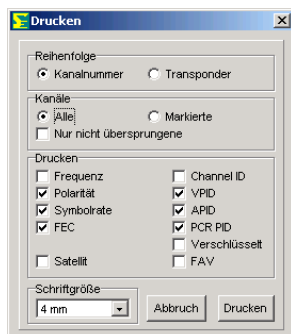 Drucken
Reihenfolge
Kanalnummer Transponder
Kanäle
Alle Markierte
Nur nicht übersprungene
Drucken
Frequenz Channel ID
Polarität VPID
Symbolrate APID
FEC PCR PID
Verschlüsselt
Satellit FAV
Schriftgröße
4 mm Abbruch Drucken